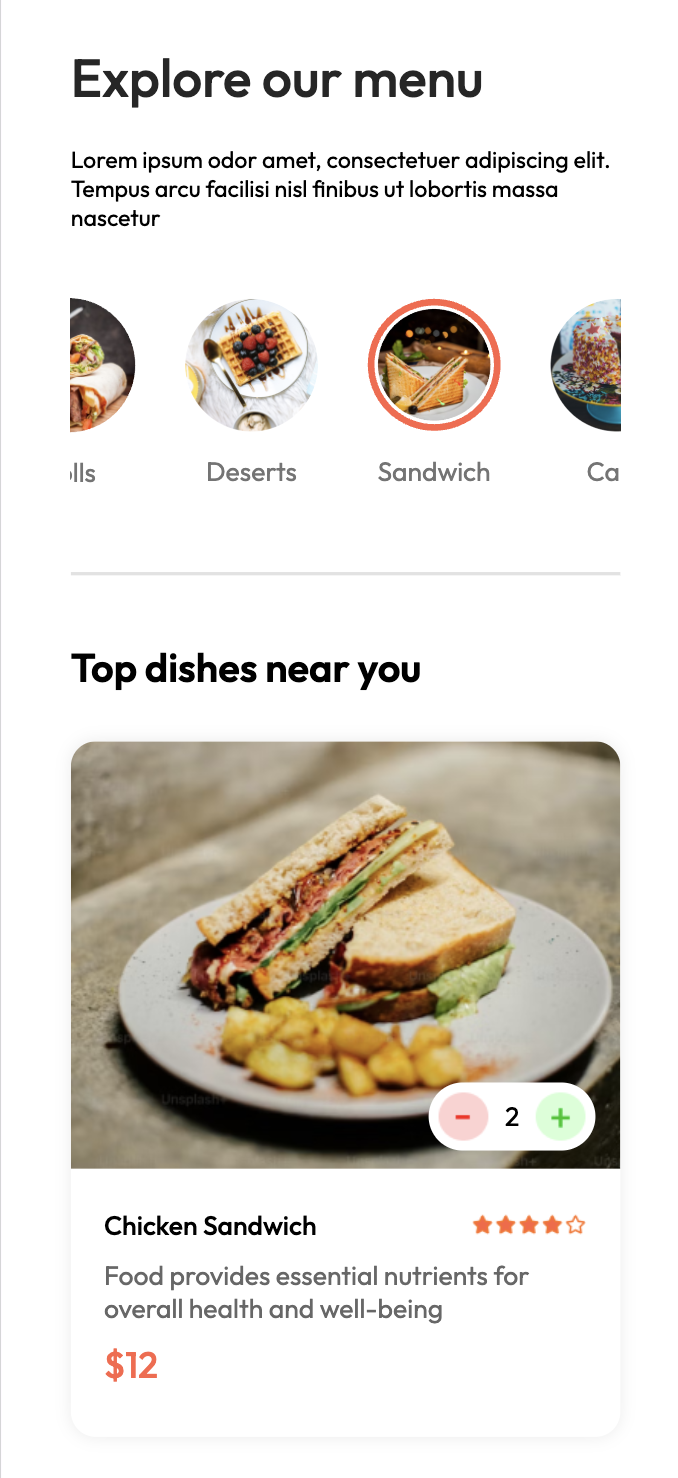 Explore our menu
Lorem ipsum odor amet, consectetuer adipiscing elit.
Tempus arcu facilisi nisl finibus ut lobortis massa
nascetur
olls
Deserts
Sandwich
Ca
Top dishes near you
Unsplash+
2
Chicken Sandwich
Food provides essential nutrients for
overall health and well-being
$12